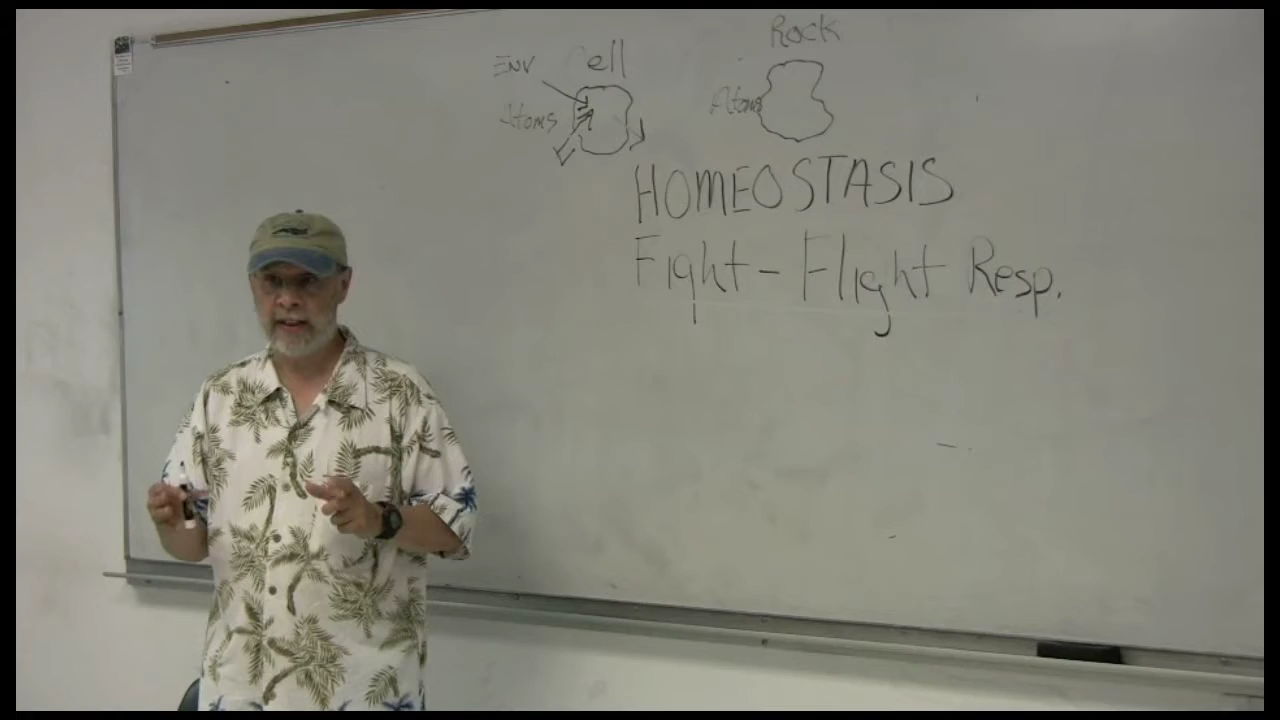 Rock
ENV Cell
Atoms Atoms
HOMEOSTASIS
Fight - Flight Resp.